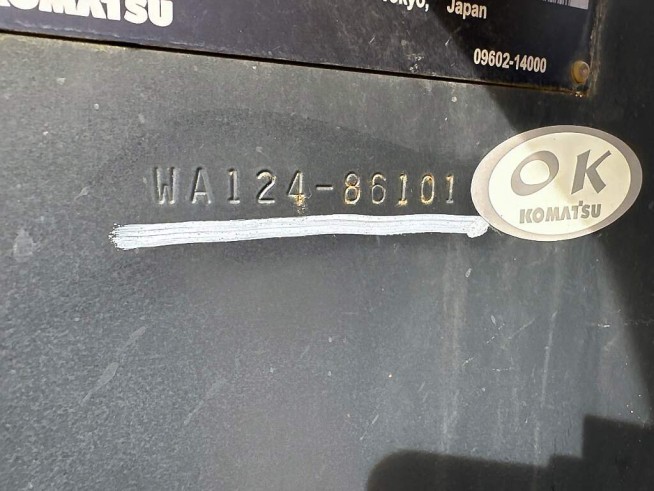 KOMATSU
Tokyo, Japan
09602-14000
WA124-86101
OK
KOMATSU